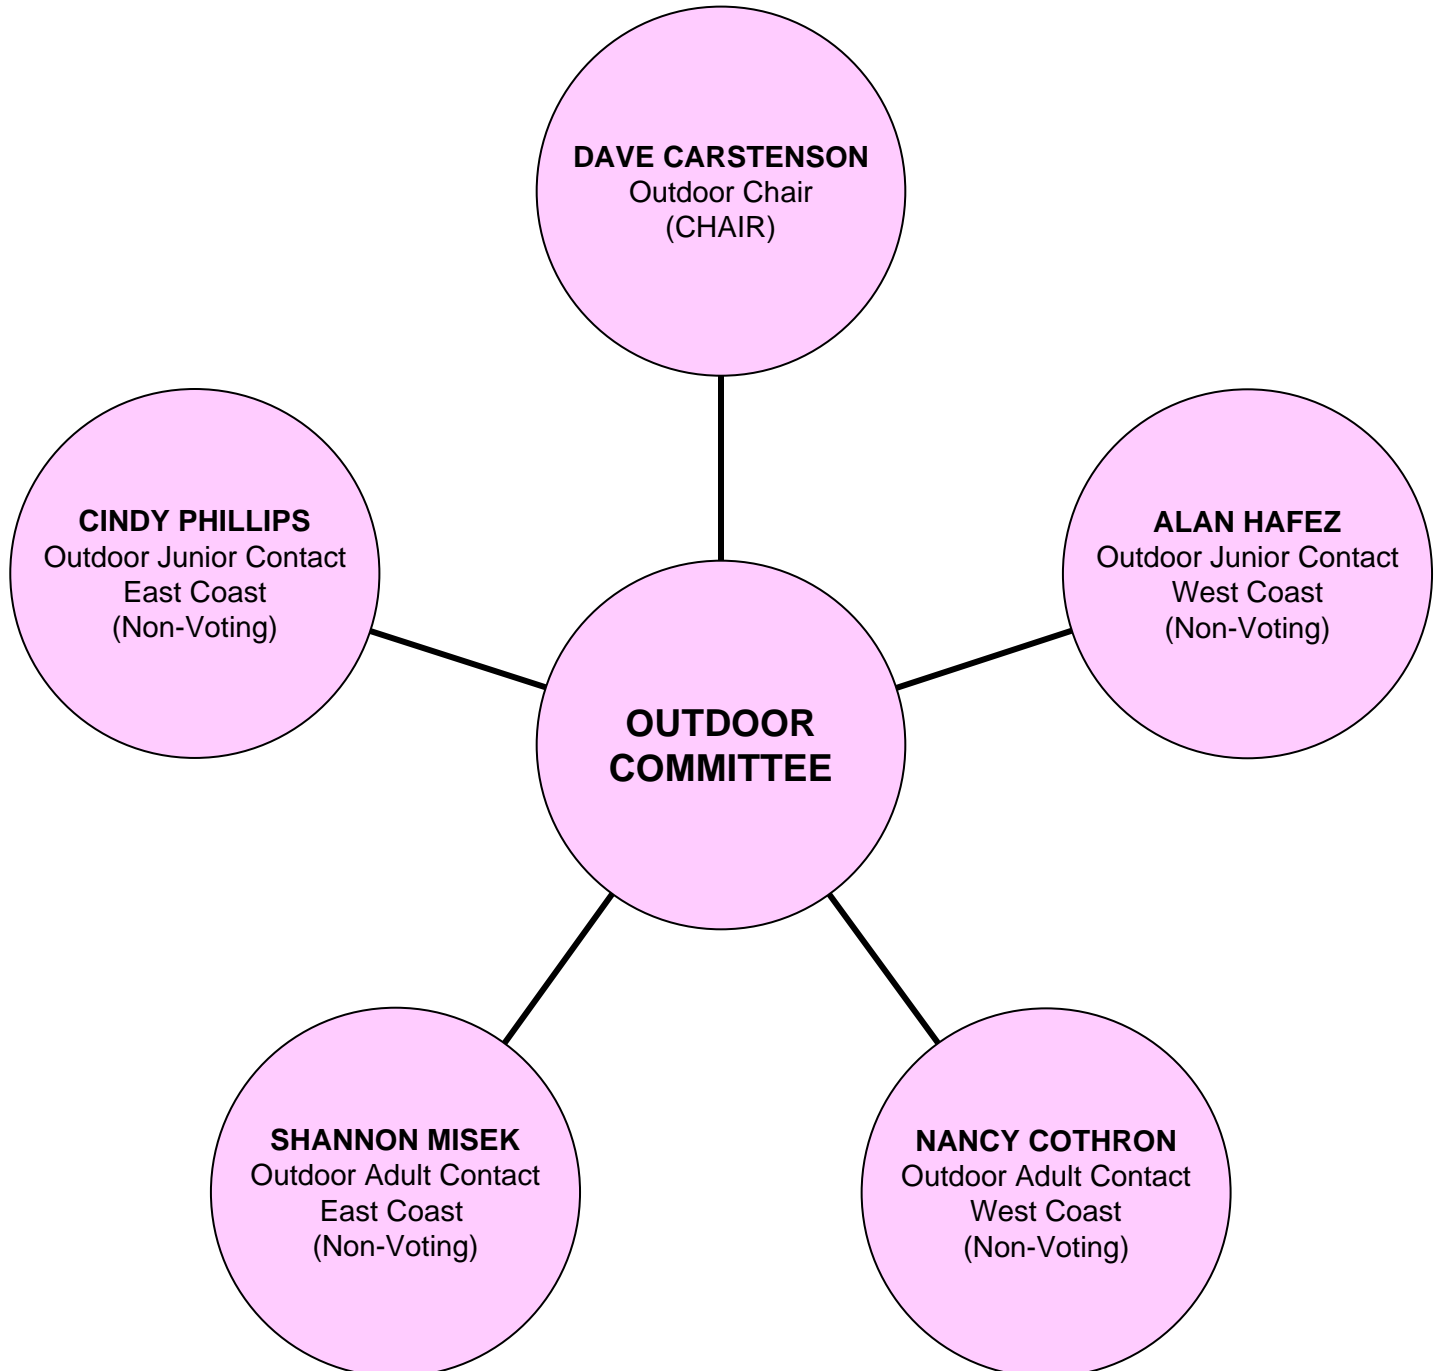 DAVE CARSTENSON
Outdoor Chair
(CHAIR)
CINDY PHILLIPS
Outdoor Junior Contact
East Coast
(Non-Voting)
ALAN HAFEZ
Outdoor Junior Contact
West Coast
(Non-Voting)
OUTDOOR
COMMITTEE
SHANNON MISEK
Outdoor Adult Contact
East Coast
(Non-Voting)
NANCY COTHRON
Outdoor Adult Contact
West Coast
(Non-Voting)